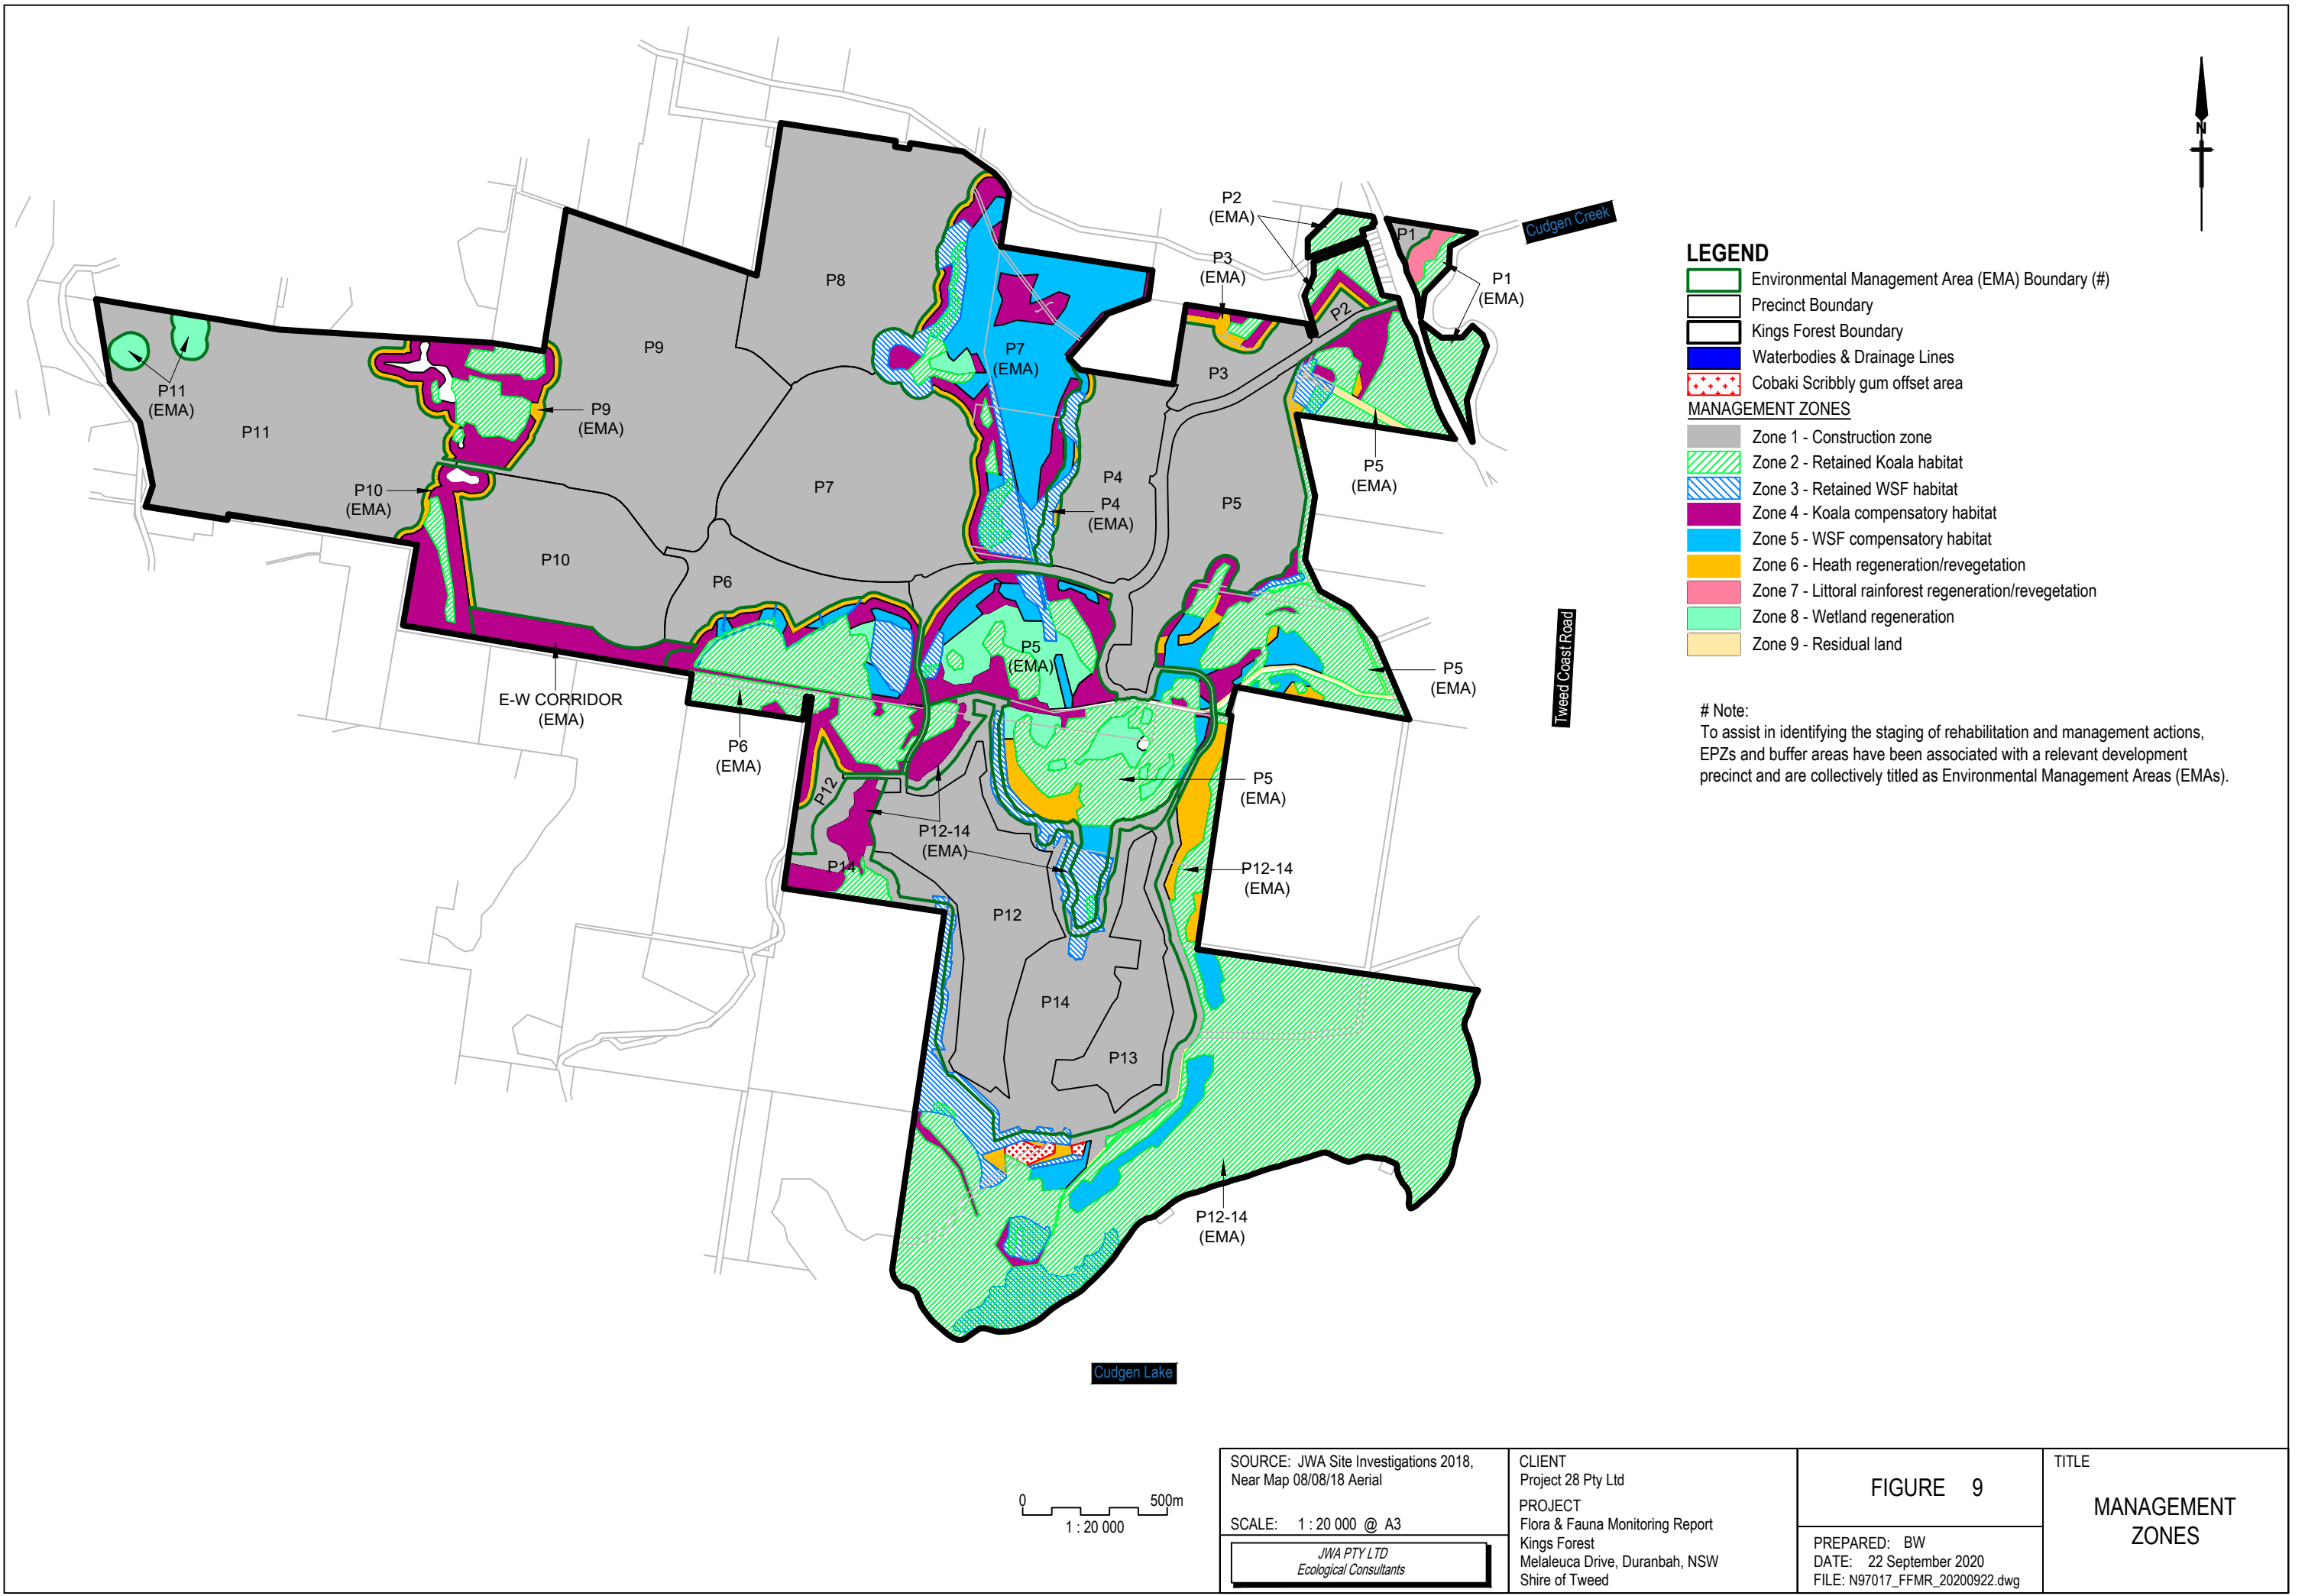 N
Cudgen Creek
P2
(EMA)
P1
P3
(EMA)
P1
(EMA)
P8
P2
P9
P7
(EMA)
P3
P11
(EMA)
P9
(EMA)
P11
P4
P5
(EMA)
P10
(EMA)
P7
P4
(EMA)
P5
P10
P6
P5
(EMA)
P5
(EMA)
E-W CORRIDOR
(EMA)
P6
(EMA)
P12
P5
(EMA)
P12-14
(EMA)
P14
P12-14
(EMA)
P12
P14
P13
P12-14
(EMA)
Tweed Coast Road
Cudgen Lake
LEGEND
Environmental Management Area (EMA) Boundary (#)
Precinct Boundary
Kings Forest Boundary
Waterbodies & Drainage Lines
Cobaki Scribbly gum offset area
MANAGEMENT ZONES
Zone 1 - Construction zone
Zone 2 - Retained Koala habitat
Zone 3 - Retained WSF habitat
Zone 4 - Koala compensatory habitat
Zone 5 - WSF compensatory habitat
Zone 6 - Heath regeneration/revegetation
Zone 7 - Littoral rainforest regeneration/revegetation
Zone 8 - Wetland regeneration
Zone 9 - Residual land
# Note:
To assist in identifying the staging of rehabilitation and management actions,
EPZs and buffer areas have been associated with a relevant development
precinct and are collectively titled as Environmental Management Areas (EMAs).
0 500m
1 : 20 000
SOURCE: JWA Site Investigations 2018,
Near Map 08/08/18 Aerial
SCALE: 1 : 20 000 @ A3
JWA PTY LTD
Ecological Consultants
CLIENT
Project 28 Pty Ltd
PROJECT
Flora & Fauna Monitoring Report
Kings Forest
Melaleuca Drive, Duranbah, NSW
Shire of Tweed
FIGURE 9
PREPARED: BW
DATE: 22 September 2020
FILE: N97017_FFMR_20200922.dwg
TITLE
MANAGEMENT
ZONES